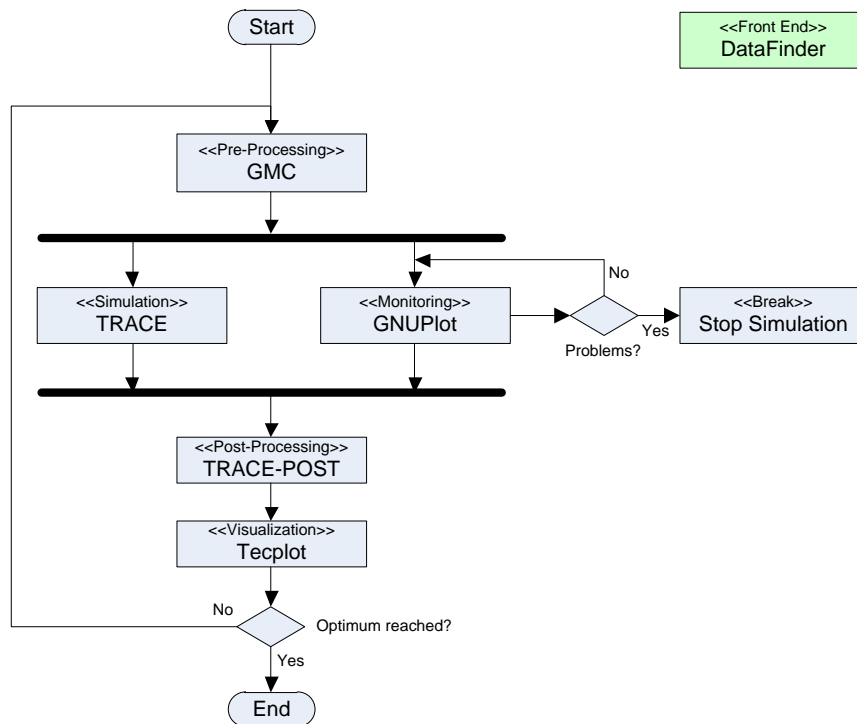 Start
<<Front End>>
DataFinder
<<Pre-Processing>>
GMC
<<Simulation>>
TRACE
<<Monitoring>>
GNUPlot
No
Problems?
Yes
<<Break>>
Stop Simulation
<<Post-Processing>>
TRACE-POST
<<Visualization>>
Tecplot
No
Optimum reached?
Yes
End